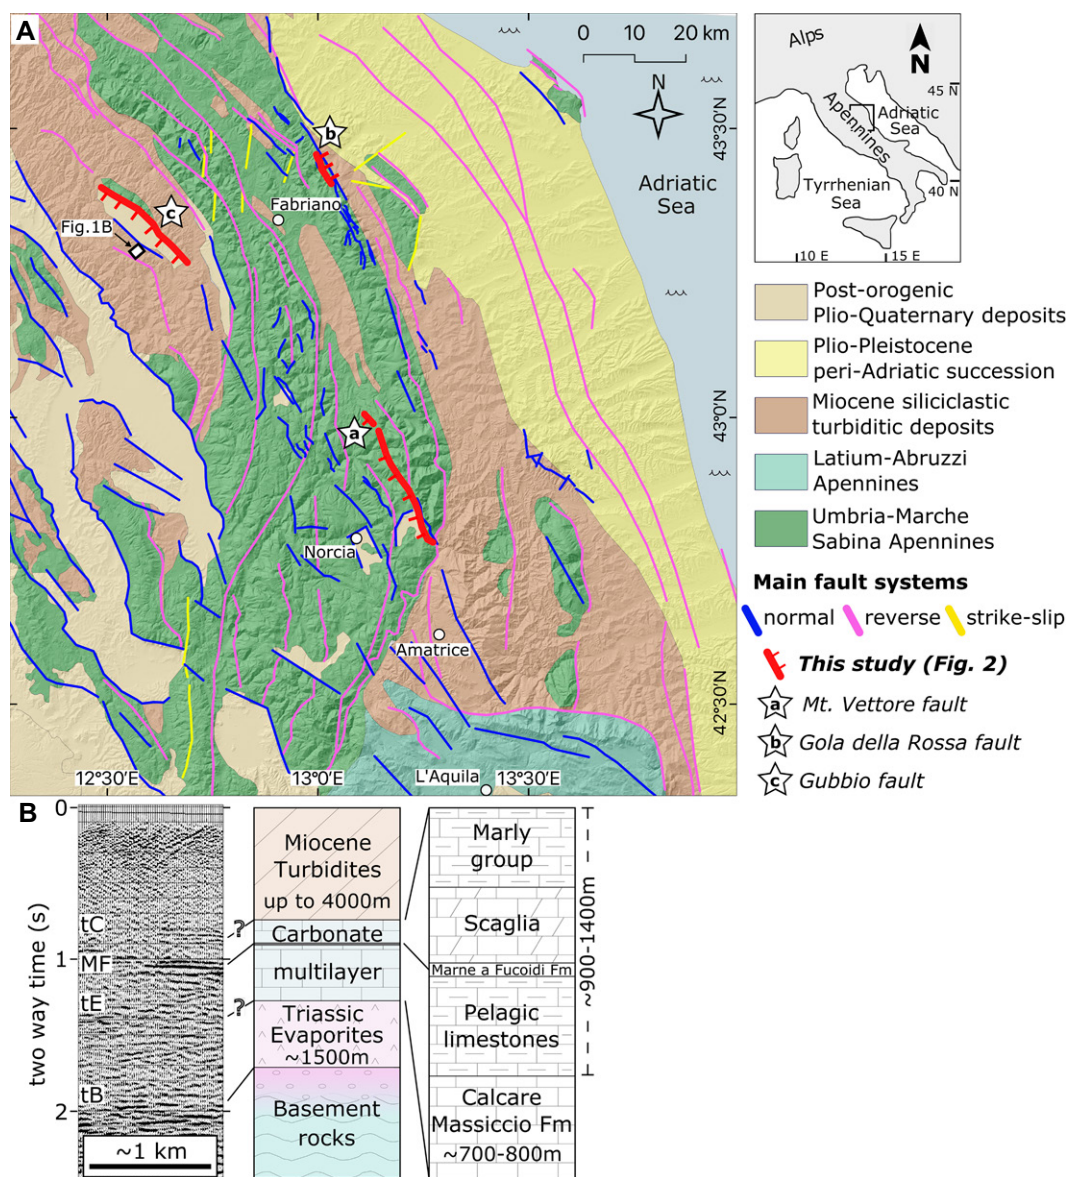 A
0 10 20 km
N
Adriatic
Sea
43°30'N
43°0'N
42°30'N
b
c
Fabriano
Fig.1B
a
Norcia
Amatrice
L'Aquila
12°30'E
13°0'E
13°30'E
Alps
N
45 N
Apennines
Adriatic
Sea
40 N
Tyrrhenian
Sea
10 E
15 E
Post-orogenic
Plio-Quaternary deposits
Plio-Pleistocene
peri-Adriatic succession
Miocene siliciclastic
turbiditic deposits
Latium-Abruzzi
Apennines
Umbria-Marche
Sabina Apennines
Main fault systems
normal reverse strike-slip
This study (Fig. 2)
a Mt. Vettore fault
b Gola della Rossa fault
c Gubbio fault
B
two way time (s)
0
1
2
tC
MF
tE
tB
~1 km
?
?
Miocene
Turbidites
up to 4000m
Carbonate
multilayer
Triassic
Evaporites
~1500m
Basement
rocks
Marly
group
Scaglia
Marne a Fucoidi Fm
Pelagic
limestones
Calcare
Massiccio Fm
~700-800m
~900-1400m